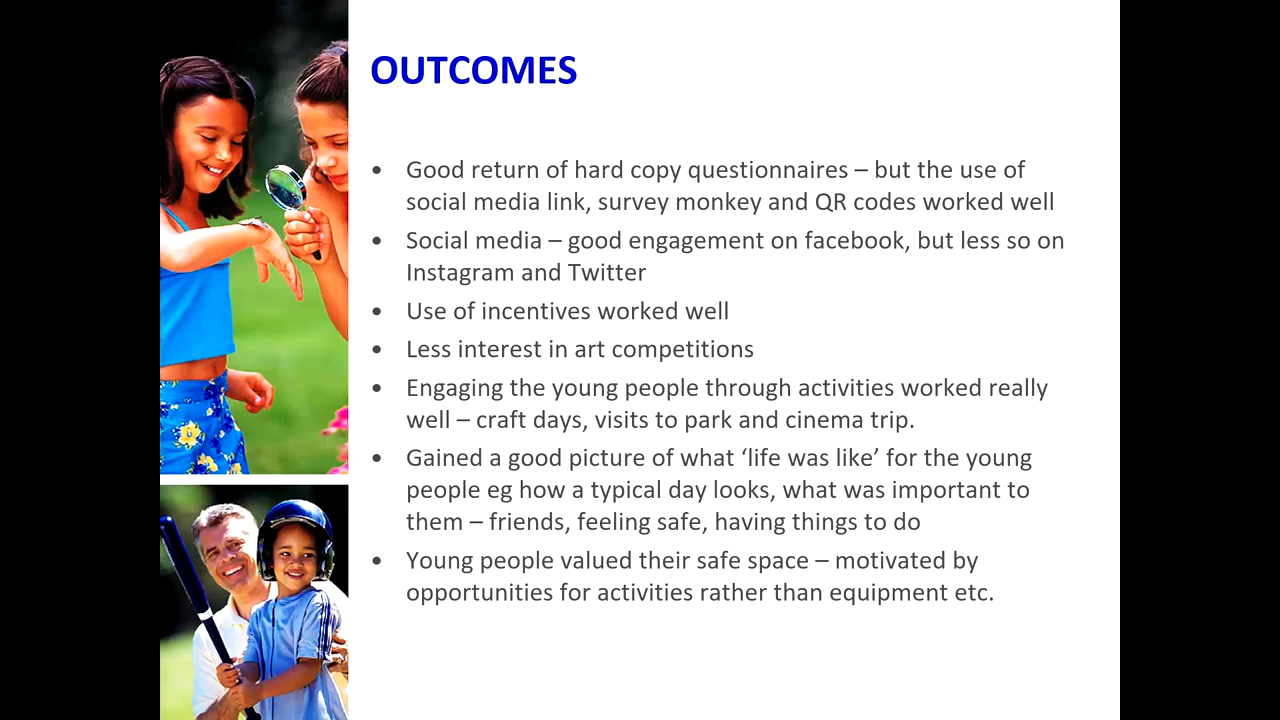 OUTCOMES
• Good return of hard copy questionnaires – but the use of
social media link, survey monkey and QR codes worked well
• Social media – good engagement on facebook, but less so on
Instagram and Twitter
• Use of incentives worked well
• Less interest in art competitions
• Engaging the young people through activities worked really
well – craft days, visits to park and cinema trip.
• Gained a good picture of what ‘life was like’ for the young
people eg how a typical day looks, what was important to
them – friends, feeling safe, having things to do
• Young people valued their safe space – motivated by
opportunities for activities rather than equipment etc.